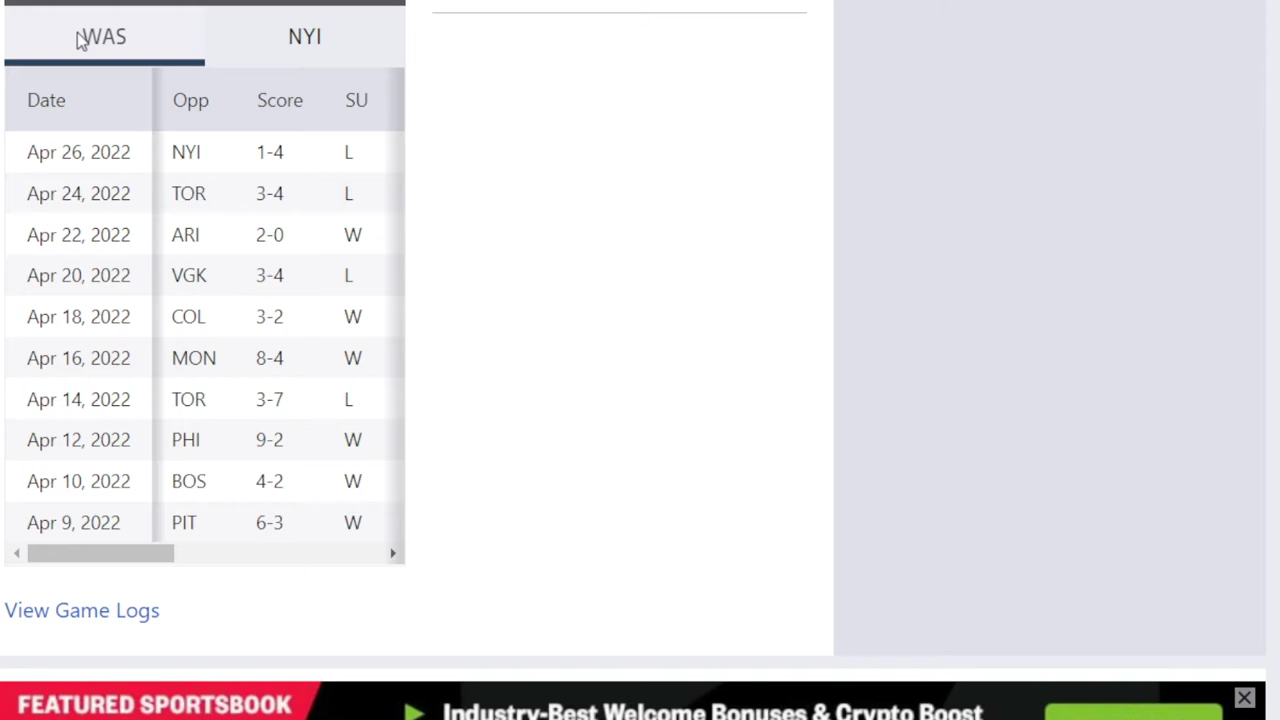 WAS NYI
Date Opp Score SU
Apr 26, 2022 NYI 1-4 L
Apr 24, 2022 TOR 3-4 L
Apr 22, 2022 ARI 2-0 W
Apr 20, 2022 VGK 3-4 L
Apr 18, 2022 COL 3-2 W
Apr 16, 2022 MON 8-4 W
Apr 14, 2022 TOR 3-7 L
Apr 12, 2022 PHI 9-2 W
Apr 10, 2022 BOS 4-2 W
Apr 9, 2022 PIT 6-3 W
View Game Logs
FEATURED SPORTSBOOK
Industry-Best Welcome Bonuses & Crypto Boost